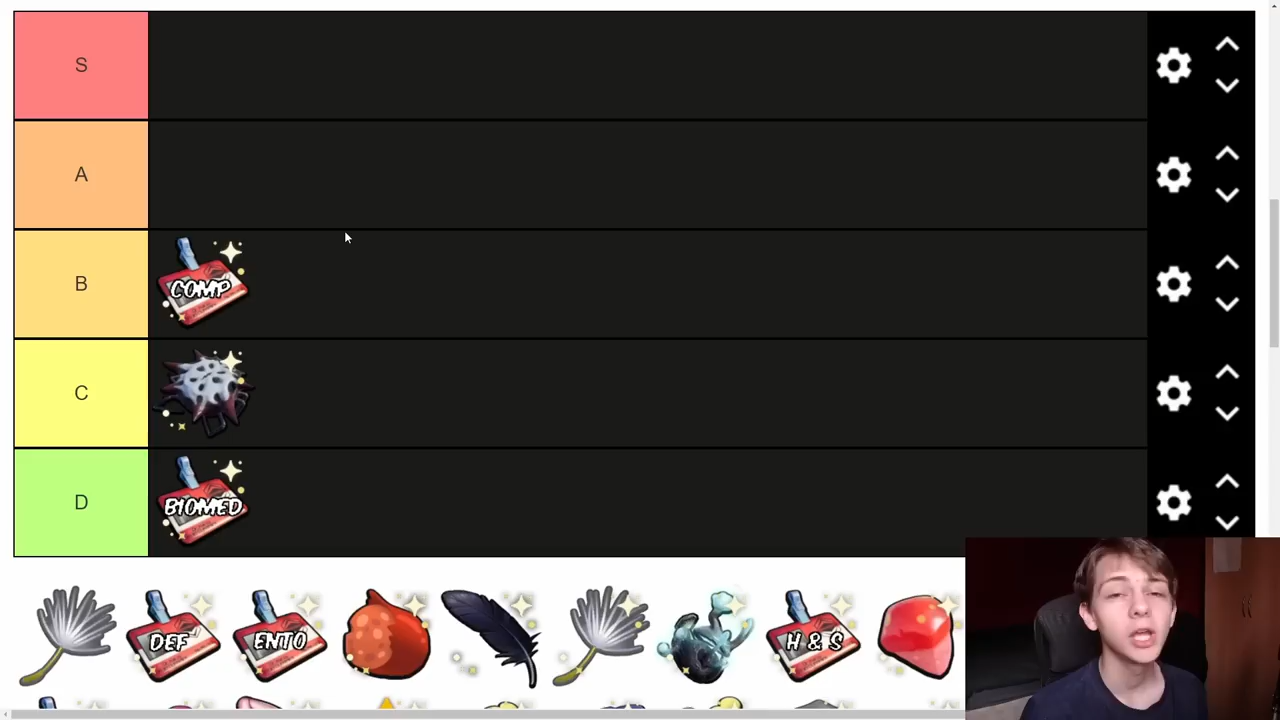 S
A
B
COMP
C
D
BIOMED
DEF
ENTO
H & S